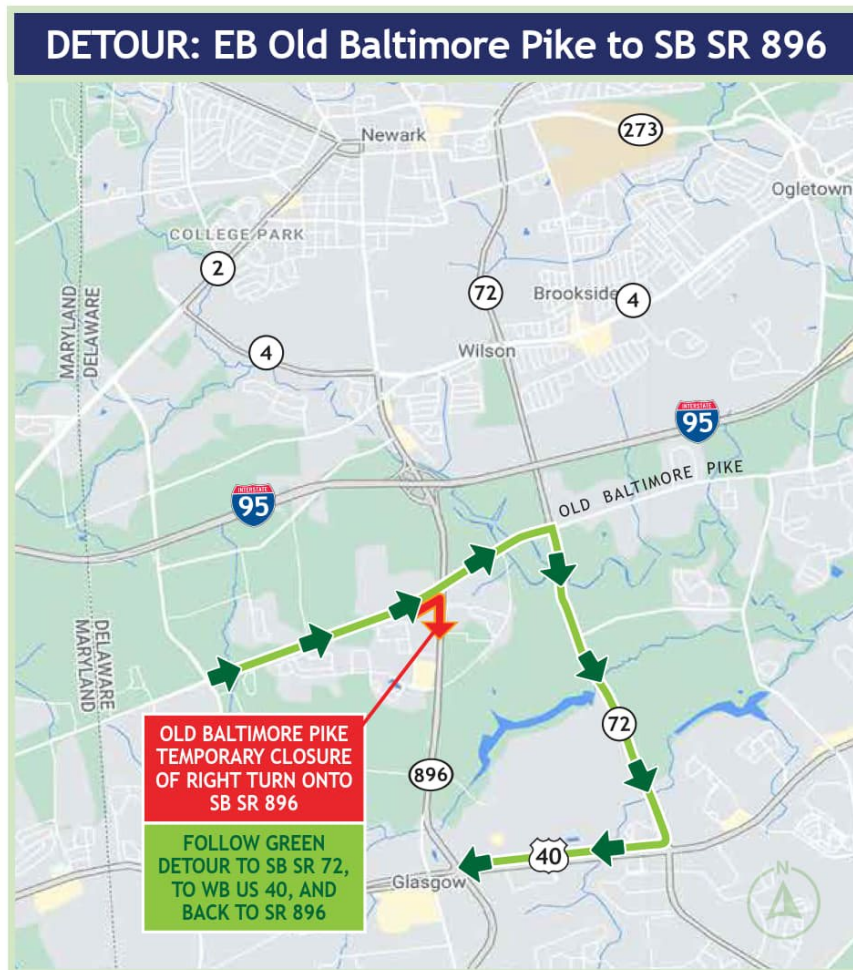 DETOUR: EB Old Baltimore Pike to SB SR 896
Newark
273
Ogletown
COLLEGE PARK
2
72
Brookside
4
MARYLAND
DELAWARE
4
Wilson
INTERSTATE
95
INTERSTATE
95
OLD BALTIMORE PIKE
DELAWARE
MARYLAND
OLD BALTIMORE PIKE
TEMPORARY CLOSURE
OF RIGHT TURN ONTO
SB SR 896
72
896
FOLLOW GREEN
DETOUR TO SB SR 72,
TO WB US 40, AND
BACK TO SR 896
40
Glasgow
N